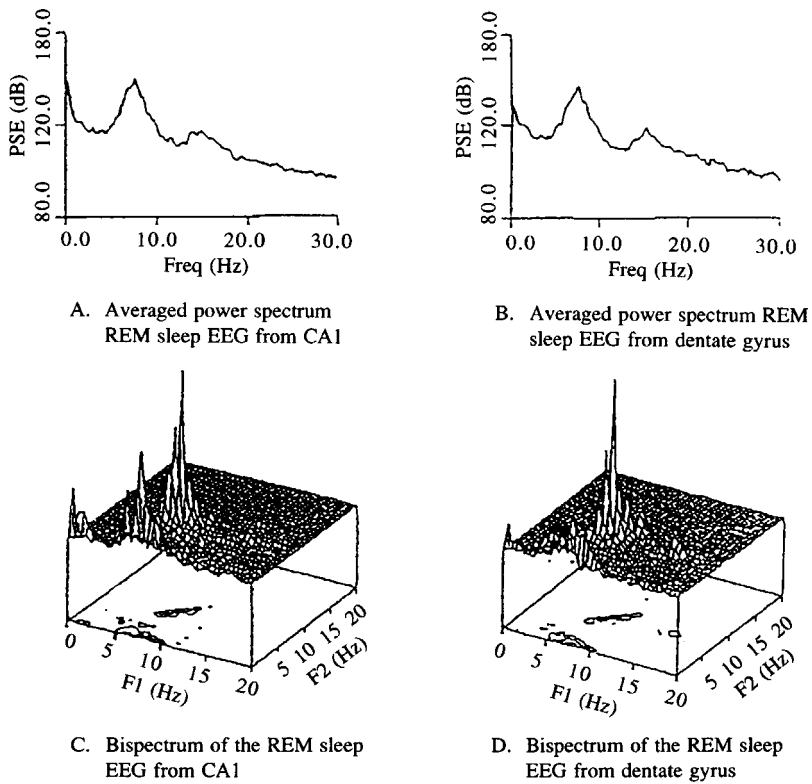 180.0
120.0
80.0
PSE (dB)
0.0 10.0 20.0 30.0
Freq (Hz)
A. Averaged power spectrum
REM sleep EEG from CA1
180.0
120.0
80.0
PSE (dB)
0.0 10.0 20.0 30.0
Freq (Hz)
B. Averaged power spectrum REM
sleep EEG from dentate gyrus
0 5 10 15 20
F1 (Hz)
5 10 15 20
F2 (Hz)
C. Bispectrum of the REM sleep
EEG from CA1
0 5 10 15 20
F1 (Hz)
5 10 15 20
F2 (Hz)
D. Bispectrum of the REM sleep
EEG from dentate gyrus